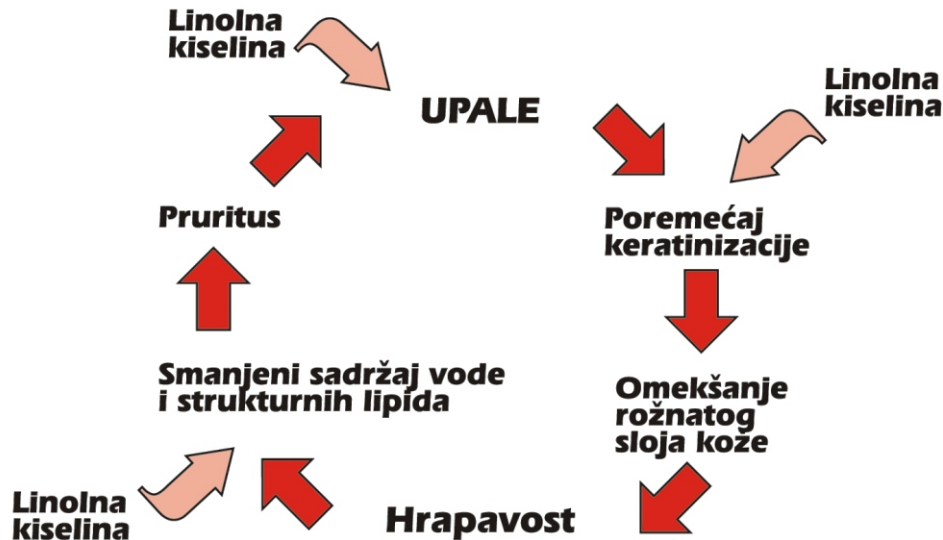 Linolna
kiselina
UPALE
Linolna
kiselina
Pruritus
Poremećaj
keratinizacije
Smanjeni sadržaj vode
i strukturnih lipida
Omekšanje
rožnatog
sloja kože
Linolna
kiselina
Hrapavost